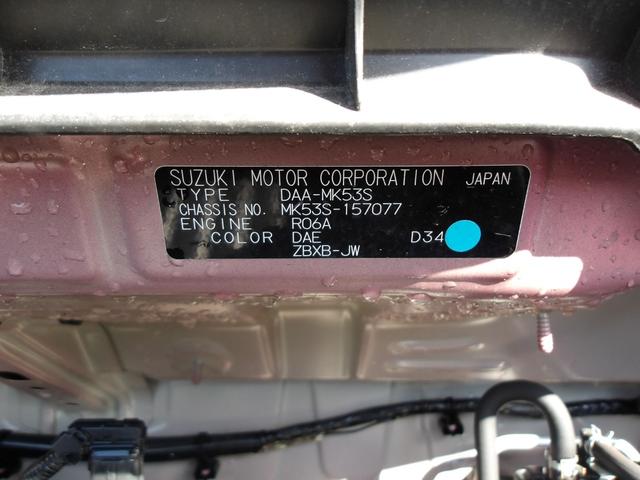 SUZUKI MOTOR CORPORATION JAPAN
TYPE DAA-MK53S
CHASSIS NO. MK53S-157077
ENGINE R06A
COLOR DAE D34
ZBXB-JW